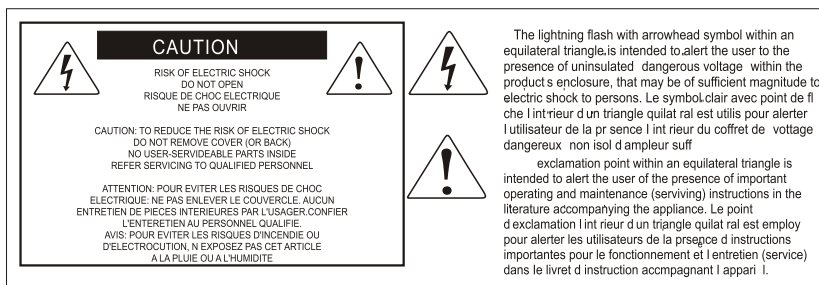 CAUTION
RISK OF ELECTRIC SHOCK
DO NOT OPEN
RISQUE DE CHOC ELECTRIQUE
NE PAS OUVRIR
CAUTION: TO REDUCE THE RISK OF ELECTRIC SHOCK
DO NOT REMOVE COVER (OR BACK)
NO USER-SERVIDEABLE PARTS INSIDE
REFER SERVICING TO QUALIFIED PERSONNEL
ATTENTION: POUR EVITER LES RISQUES DE CHOC
ELECTRIQUE: NE PAS ENLEVER LE COUVERCLE. AUCUN
ENTRETIEN DE PIECES INTERIEURES PAR L'USAGER.CONFIER
L'ENTERETIEN AU PERSONNEL QUALIFIE.
AVIS: POUR EVITER LES RISQUES D'INCENDIE OU
D'ELECTROCUTION, N EXPOSEZ PAS CET ARTICLE
A LA PLUIE OU A L'HUMIDITE
The lightning flash with arrowhead symbol within an
equilateral triangle.is intended to.alert the user to the
presence of uninsulated dangerous voltage within the
product s enclosure, that may be of sufficient magnitude to
electric shock to persons. Le symbol.clair avec point de fl
che l int rieur d un triangle quilat ral est utilis pour alerter
l utilisateur de la pr sence l int rieur du coffret de vottage
dangereux non isol d ampleur suff
exclamation point within an equilateral triangle is
intended to alert the user of the presence of important
operating and maintenance (serviving) instructions in the
literature accompanying the appliance. Le point
d exclamation l int rieur d un triangle quilat ral est employ
pour alerter les utilisateurs de la prsence d instructions
importantes pour le fonctionnement et l entretien (service)
dans le livret d instruction accmpagnant l appari l.